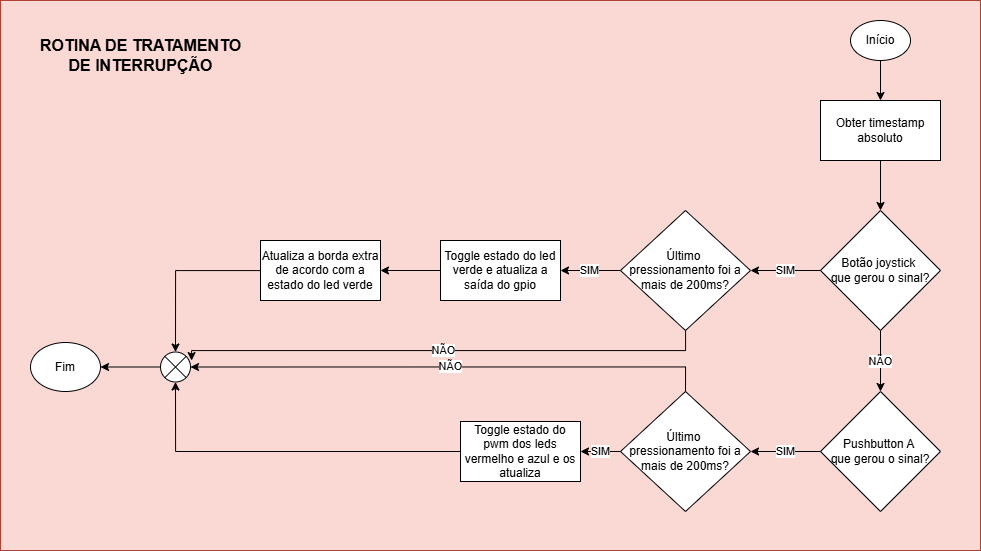 ROTINA DE TRATAMENTO
DE INTERRUPÇÃO
Início
Obter timestamp
absoluto
Botão joystick
que gerou o sinal?
SIM
Último
pressionamento foi a
mais de 200ms?
SIM
Toggle estado do led
verde e atualiza a
saída do gpio
Atualiza a borda extra
de acordo com a
estado do led verde
NÃO
NÃO
NÃO
Fim
Pushbutton A
que gerou o sinal?
SIM
Último
pressionamento foi a
mais de 200ms?
SIM
Toggle estado do
pwm dos leds
vermelho e azul e os
atualiza